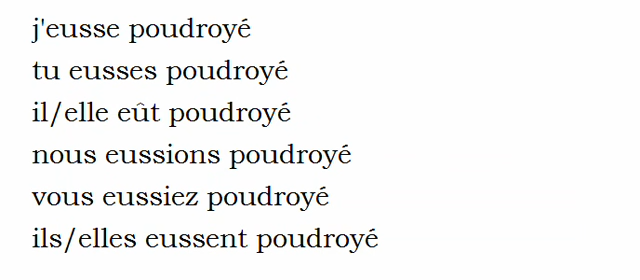 j'eusse poudroyé
tu eusses poudroyé
il/elle eût poudroyé
nous eussions poudroyé
vous eussiez poudroyé
ils/elles eussent poudroyé